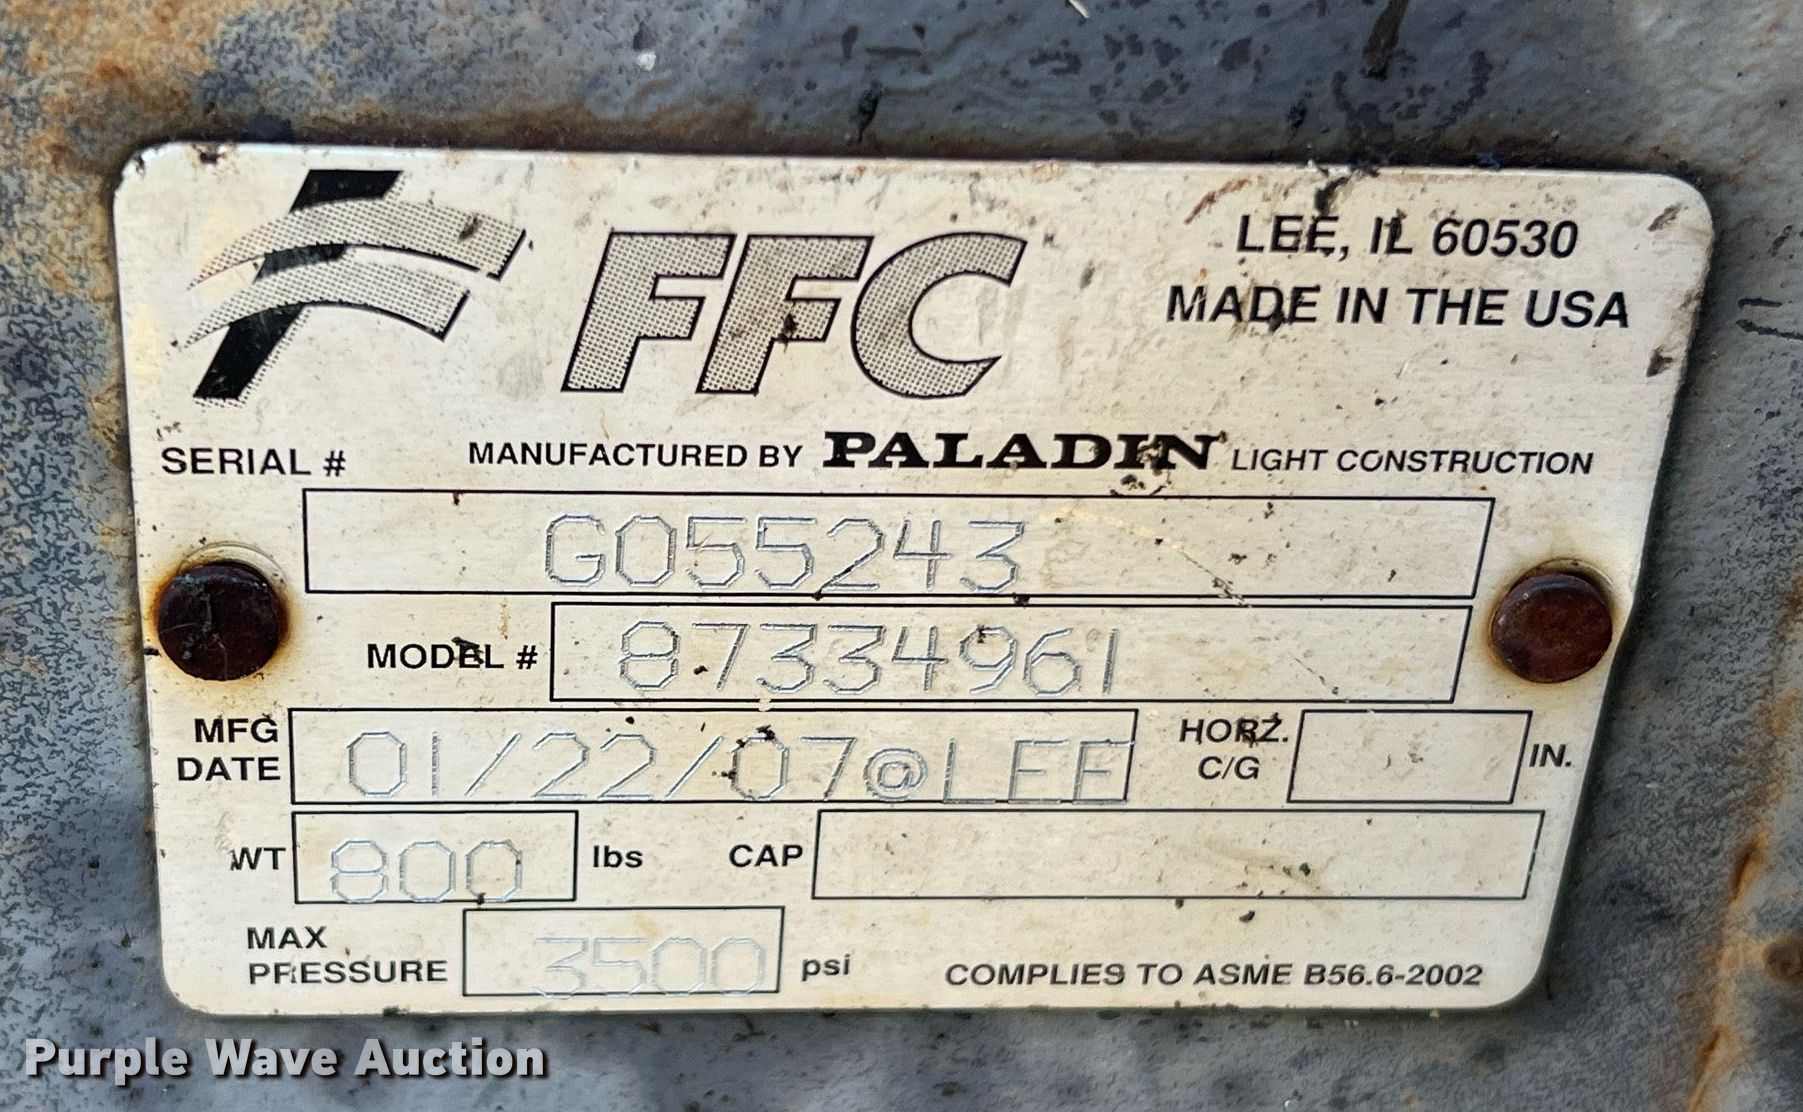 FFC
LEE, IL 60530
MADE IN THE USA
SERIAL #
MANUFACTURED BY PALADIN LIGHT CONSTRUCTION
G055243
MODEL # 87334961
MFG DATE 01/22/07@LEE
HORZ. C/G IN.
WT 800 lbs
CAP
MAX PRESSURE 3500 psi
COMPLIES TO ASME B56.6-2002
Purple Wave Auction